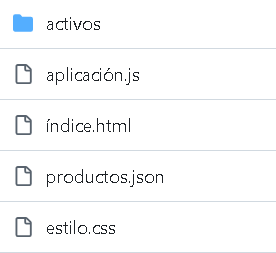 activos
aplicación.js
índice.html
productos.json
estilo.css